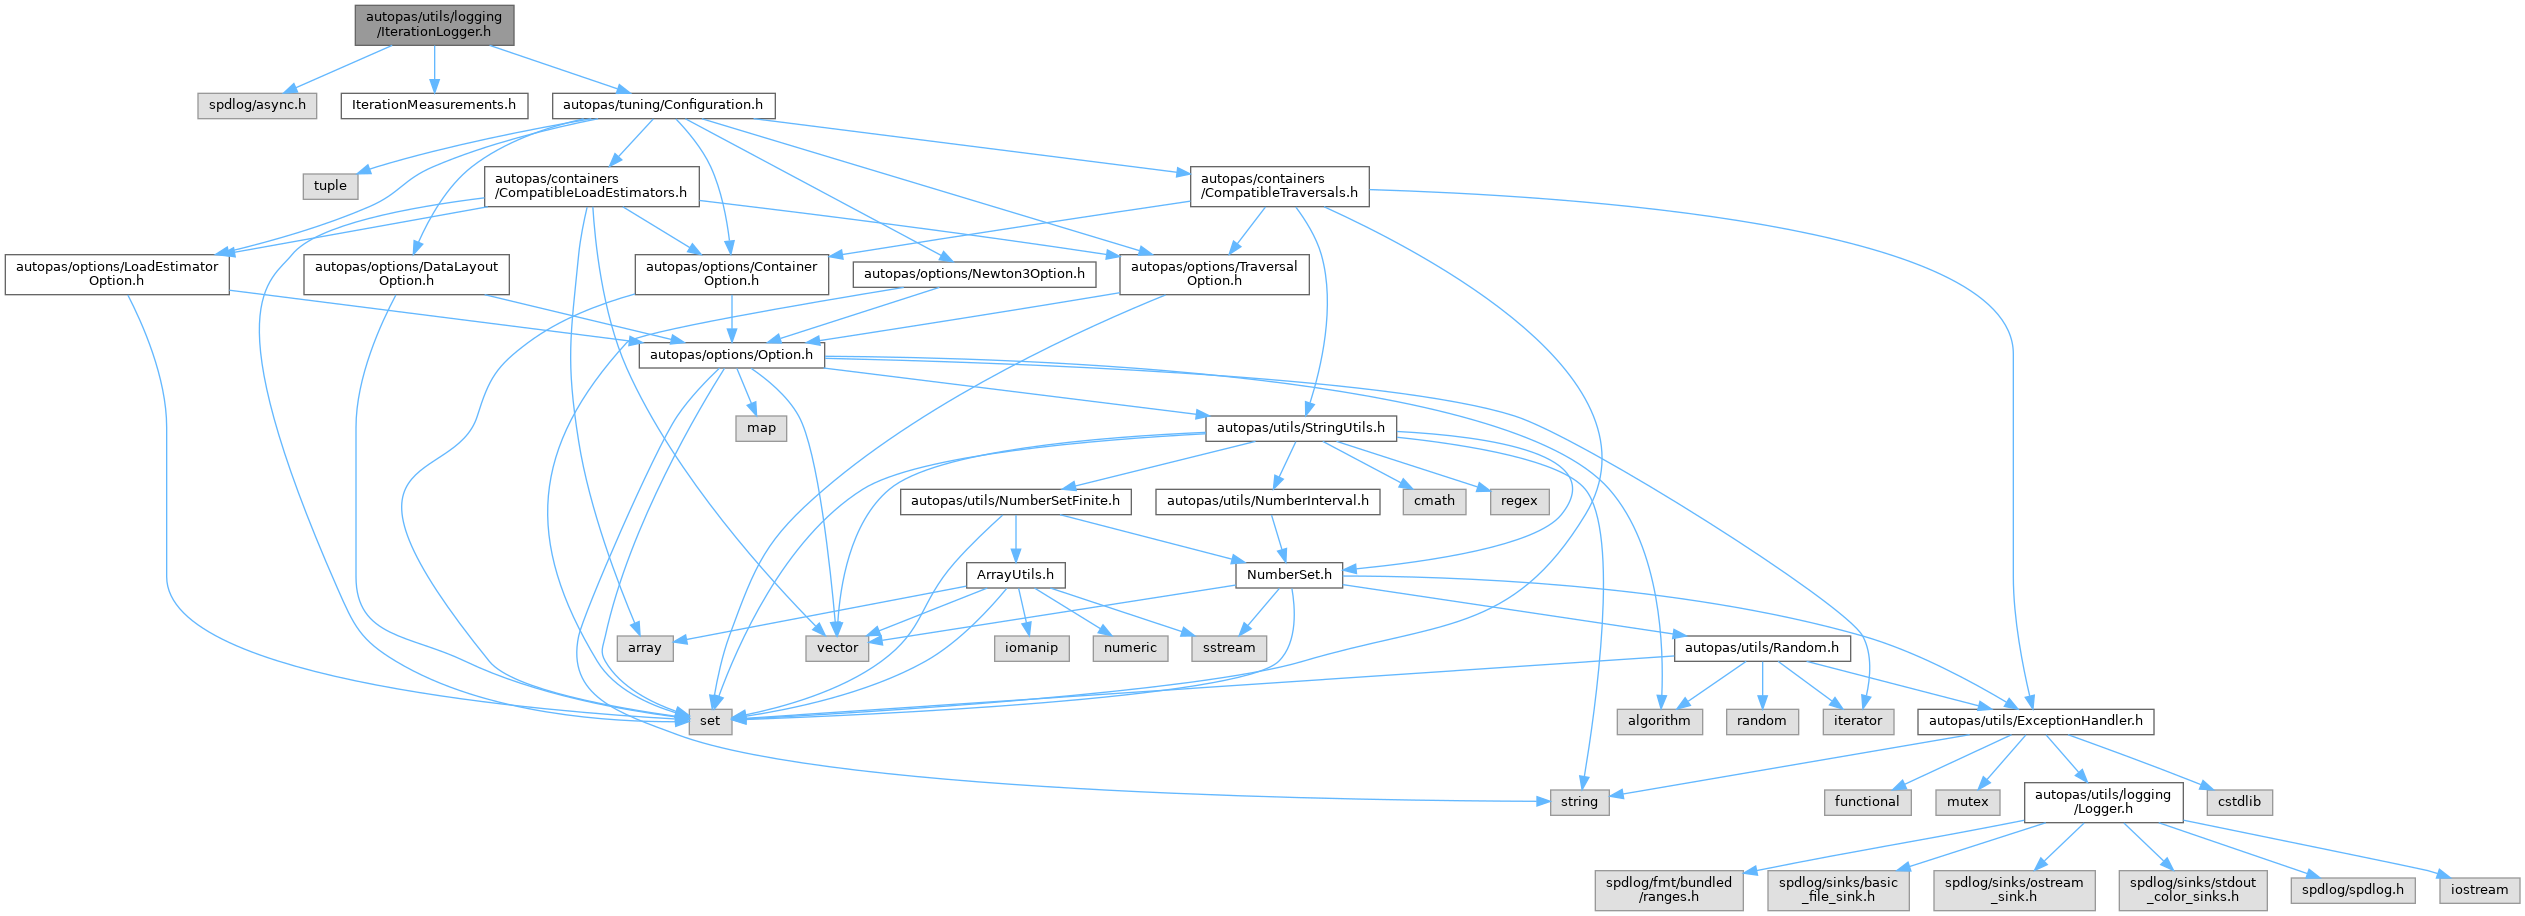 autopas/utils/logging
/IterationLogger.h
spdlog/async.h
IterationMeasurements.h
autopas/tuning/Configuration.h
tuple
autopas/containers
/CompatibleLoadEstimators.h
autopas/containers
/CompatibleTraversals.h
autopas/options/LoadEstimator
Option.h
autopas/options/DataLayout
Option.h
autopas/options/Container
Option.h
autopas/options/Newton3Option.h
autopas/options/Traversal
Option.h
autopas/options/Option.h
map
autopas/utils/StringUtils.h
autopas/utils/NumberSetFinite.h
autopas/utils/NumberInterval.h
cmath
regex
ArrayUtils.h
NumberSet.h
array
vector
iomanip
numeric
sstream
autopas/utils/Random.h
set
algorithm
random
iterator
autopas/utils/ExceptionHandler.h
string
functional
mutex
autopas/utils/logging
/Logger.h
cstdlib
spdlog/fmt/bundled
/ranges.h
spdlog/sinks/basic
_file_sink.h
spdlog/sinks/ostream
_sink.h
spdlog/sinks/stdout
_color_sinks.h
spdlog/spdlog.h
iostream